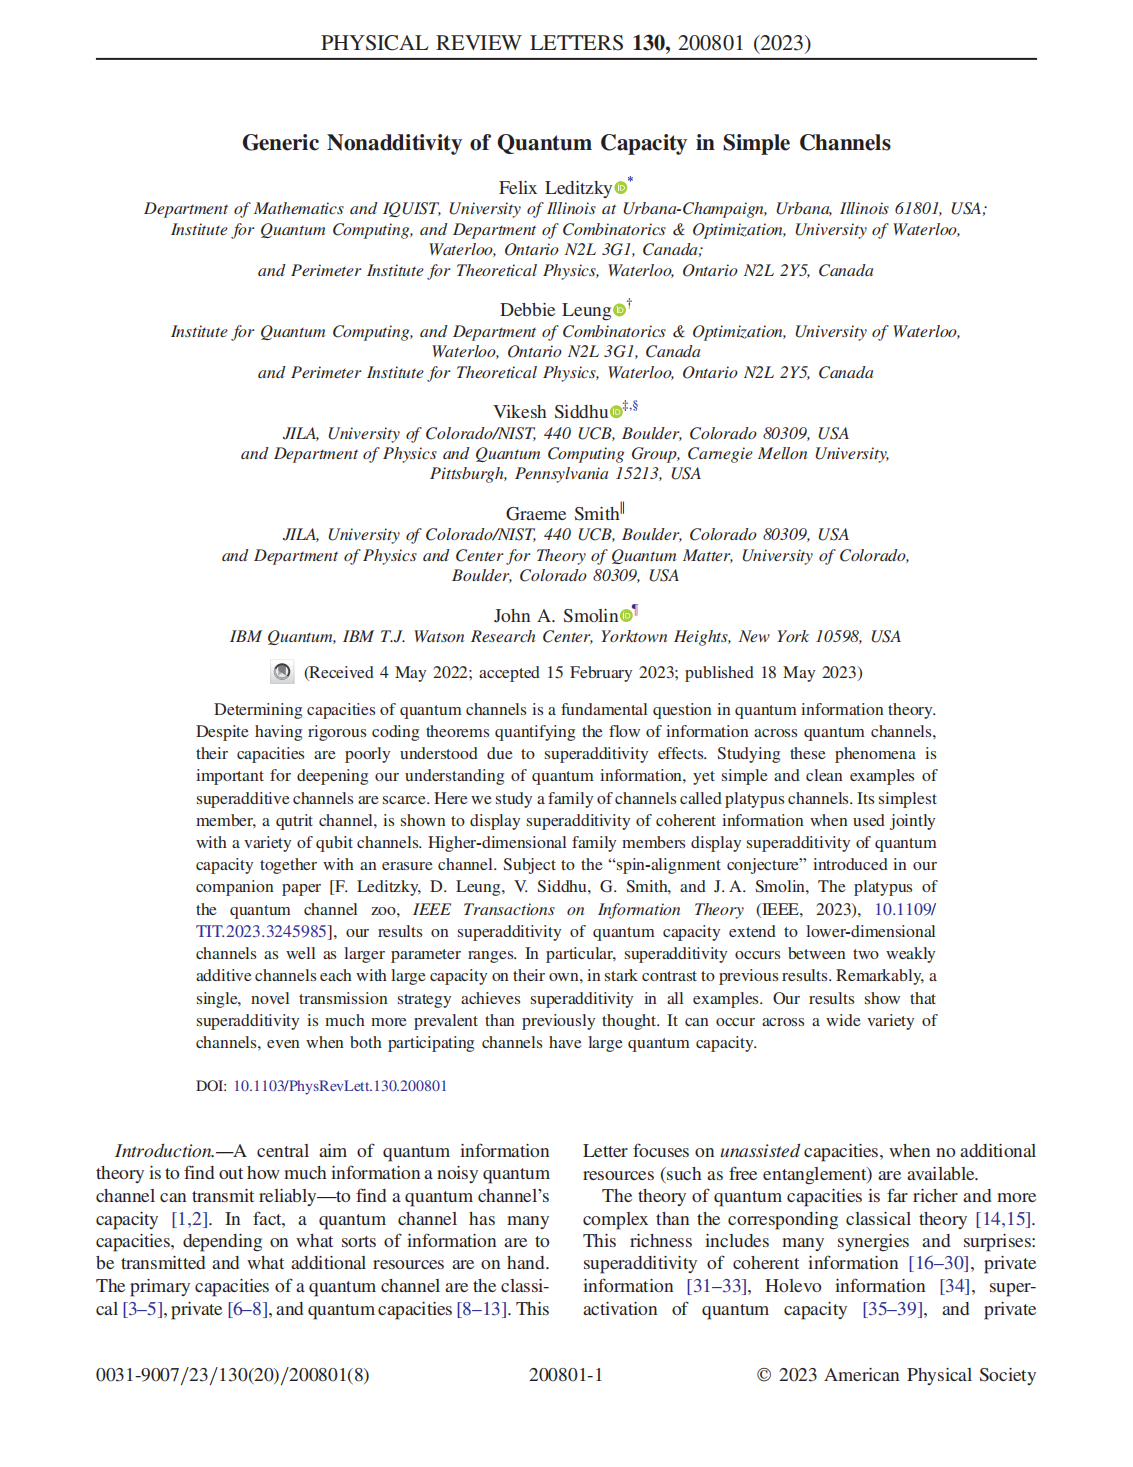 PHYSICAL REVIEW LETTERS 130, 200801 (2023)
Generic Nonadditivity of Quantum Capacity in Simple Channels
Felix Leditzky iD*
Department of Mathematics and IQUIST, University of Illinois at Urbana-Champaign, Urbana, Illinois 61801, USA;
Institute for Quantum Computing, and Department of Combinatorics & Optimization, University of Waterloo,
Waterloo, Ontario N2L 3G1, Canada;
and Perimeter Institute for Theoretical Physics, Waterloo, Ontario N2L 2Y5, Canada
Debbie Leung iD†
Institute for Quantum Computing, and Department of Combinatorics & Optimization, University of Waterloo,
Waterloo, Ontario N2L 3G1, Canada
and Perimeter Institute for Theoretical Physics, Waterloo, Ontario N2L 2Y5, Canada
Vikesh Siddhu iD‡,§
JILA, University of Colorado/NIST, 440 UCB, Boulder, Colorado 80309, USA
and Department of Physics and Quantum Computing Group, Carnegie Mellon University,
Pittsburgh, Pennsylvania 15213, USA
Graeme Smith∥
JILA, University of Colorado/NIST, 440 UCB, Boulder, Colorado 80309, USA
and Department of Physics and Center for Theory of Quantum Matter, University of Colorado,
Boulder, Colorado 80309, USA
John A. Smolin iD¶
IBM Quantum, IBM T.J. Watson Research Center, Yorktown Heights, New York 10598, USA
(Received 4 May 2022; accepted 15 February 2023; published 18 May 2023)
Determining capacities of quantum channels is a fundamental question in quantum information theory.
Despite having rigorous coding theorems quantifying the flow of information across quantum channels,
their capacities are poorly understood due to superadditivity effects. Studying these phenomena is
important for deepening our understanding of quantum information, yet simple and clean examples of
superadditive channels are scarce. Here we study a family of channels called platypus channels. Its simplest
member, a qutrit channel, is shown to display superadditivity of coherent information when used jointly
with a variety of qubit channels. Higher-dimensional family members display superadditivity of quantum
capacity together with an erasure channel. Subject to the “spin-alignment conjecture” introduced in our
companion paper [F. Leditzky, D. Leung, V. Siddhu, G. Smith, and J. A. Smolin, The platypus of
the quantum channel zoo, IEEE Transactions on Information Theory (IEEE, 2023), 10.1109/
TIT.2023.3245985], our results on superadditivity of quantum capacity extend to lower-dimensional
channels as well as larger parameter ranges. In particular, superadditivity occurs between two weakly
additive channels each with large capacity on their own, in stark contrast to previous results. Remarkably, a
single, novel transmission strategy achieves superadditivity in all examples. Our results show that
superadditivity is much more prevalent than previously thought. It can occur across a wide variety of
channels, even when both participating channels have large quantum capacity.
DOI: 10.1103/PhysRevLett.130.200801
Introduction.—A central aim of quantum information
theory is to find out how much information a noisy quantum
channel can transmit reliably—to find a quantum channel’s
capacity [1,2]. In fact, a quantum channel has many
capacities, depending on what sorts of information are to
be transmitted and what additional resources are on hand.
The primary capacities of a quantum channel are the classi-
cal [3–5], private [6–8], and quantum capacities [8–13]. This
Letter focuses on unassisted capacities, when no additional
resources (such as free entanglement) are available.
The theory of quantum capacities is far richer and more
complex than the corresponding classical theory [14,15].
This richness includes many synergies and surprises:
superadditivity of coherent information [16–30], private
information [31–33], Holevo information [34], super-
activation of quantum capacity [35–39], and private
0031-9007/23/130(20)/200801(8)
200801-1
© 2023 American Physical Society